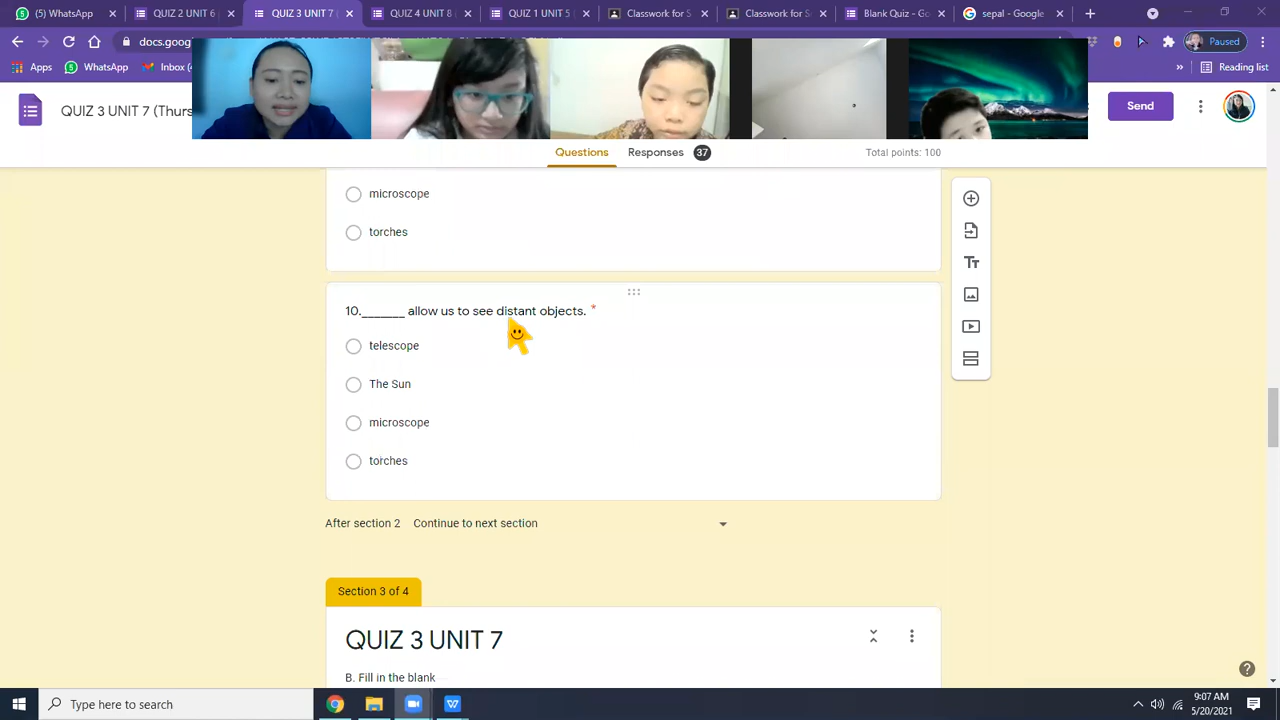 (5) WhatsApp
QUIZ 2 UNIT 6
QUIZ 3 UNIT 7
QUIZ 4 UNIT 8
QUIZ 1 UNIT 5
Classwork for S
Classwork for S
Blank Quiz - G
sepal - Google
docs.goog
Paused
Apps
WhatsApp
Inbox (
Reading list
QUIZ 3 UNIT 7 (Thurs
Send
Questions
Responses
37
Total points: 100
microscope
torches
10._______ allow us to see distant objects. *
telescope
The Sun
microscope
torches
After section 2
Continue to next section
Section 3 of 4
QUIZ 3 UNIT 7
B. Fill in the blank
Type here to search
9:07 AM
5/20/2021